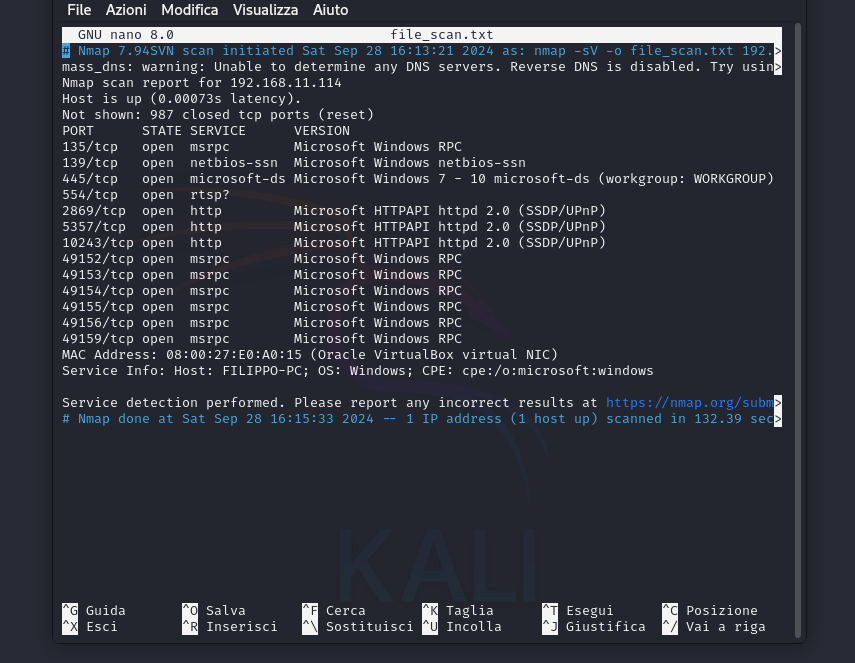 File Azioni Modifica Visualizza Aiuto
GNU nano 8.0 file_scan.txt
# Nmap 7.94SVN scan initiated Sat Sep 28 16:13:21 2024 as: nmap -sV -o file_scan.txt 192.>
mass_dns: warning: Unable to determine any DNS servers. Reverse DNS is disabled. Try usin>
Nmap scan report for 192.168.11.114
Host is up (0.00073s latency).
Not shown: 987 closed tcp ports (reset)
PORT STATE SERVICE VERSION
135/tcp open msrpc Microsoft Windows RPC
139/tcp open netbios-ssn Microsoft Windows netbios-ssn
445/tcp open microsoft-ds Microsoft Windows 7 - 10 microsoft-ds (workgroup: WORKGROUP)
554/tcp open rtsp?
2869/tcp open http Microsoft HTTPAPI httpd 2.0 (SSDP/UPnP)
5357/tcp open http Microsoft HTTPAPI httpd 2.0 (SSDP/UPnP)
10243/tcp open http Microsoft HTTPAPI httpd 2.0 (SSDP/UPnP)
49152/tcp open msrpc Microsoft Windows RPC
49153/tcp open msrpc Microsoft Windows RPC
49154/tcp open msrpc Microsoft Windows RPC
49155/tcp open msrpc Microsoft Windows RPC
49156/tcp open msrpc Microsoft Windows RPC
49159/tcp open msrpc Microsoft Windows RPC
MAC Address: 08:00:27:E0:A0:15 (Oracle VirtualBox virtual NIC)
Service Info: Host: FILIPPO-PC; OS: Windows; CPE: cpe:/o:microsoft:windows
Service detection performed. Please report any incorrect results at https://nmap.org/subm>
# Nmap done at Sat Sep 28 16:15:33 2024 -- 1 IP address (1 host up) scanned in 132.39 sec>
KALI
^G Guida ^O Salva ^F Cerca ^K Taglia ^T Esegui ^C Posizione
^X Esci ^R Inserisci ^\ Sostituisci ^U Incolla ^J Giustifica ^/ Vai a riga